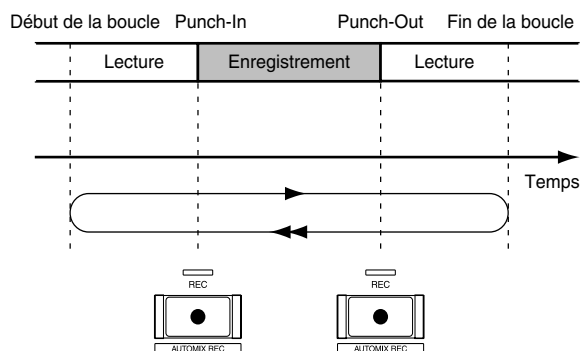 Début de la boucle Punch-In Punch-Out Fin de la boucle
Lecture Enregistrement Lecture
Temps
REC REC
AUTOMIX REC AUTOMIX REC